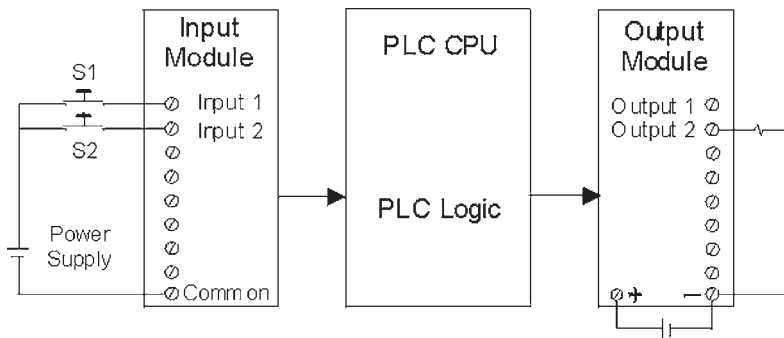 Input
Module
S1
Input 1
Input 2
S2
Power
Supply
Common
PLC CPU
PLC Logic
Output
Module
Output 1
Output 2
+
−